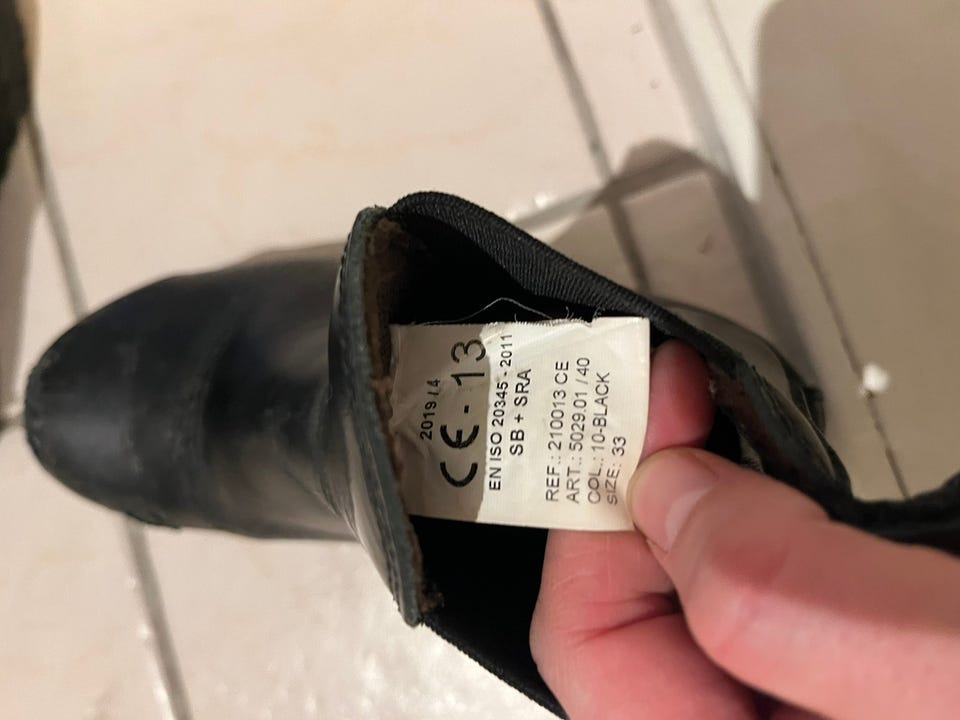 2019 / 4
CE - 13
EN ISO 20345 - 2011
SB + SRA
REF.: 210013 CE
ART.: 5029.01 / 40
COL.: 10-BLACK
SIZE: 33